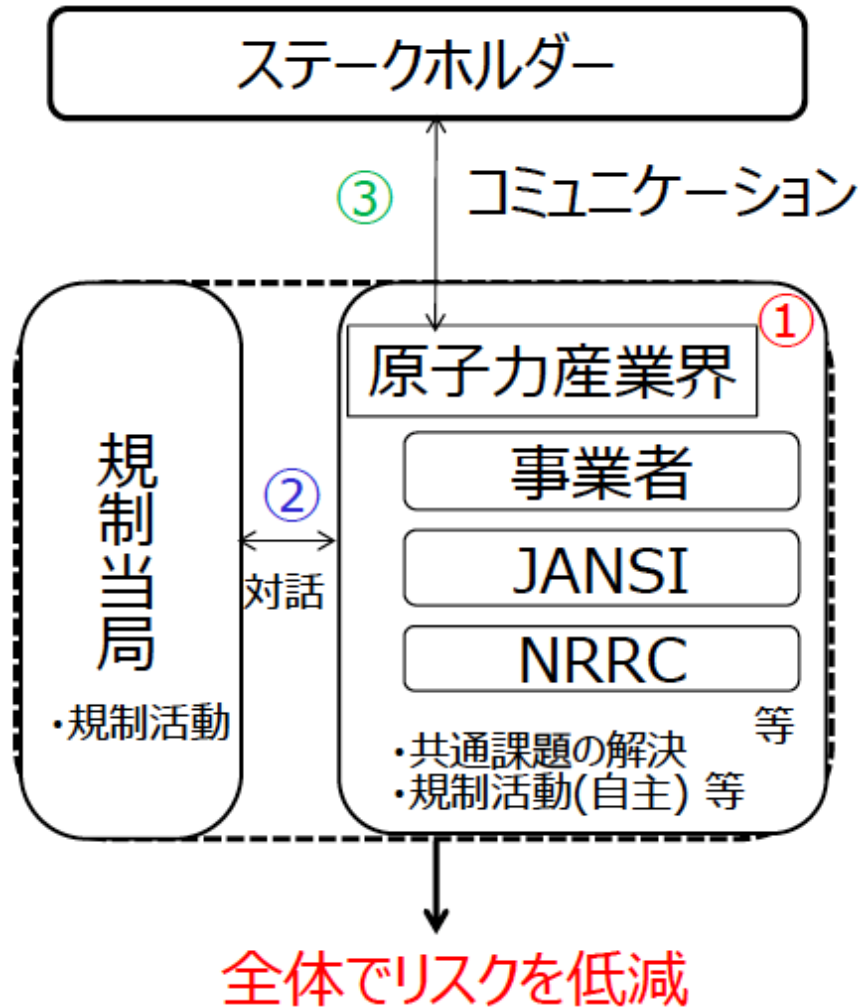 ステークホルダー
③ コミュニケーション
①
原子力産業界
事業者
JANSI
NRRC
等
・共通課題の解決
・規制活動(自主) 等
②
対話
規制当局
・規制活動
全体でリスクを低減